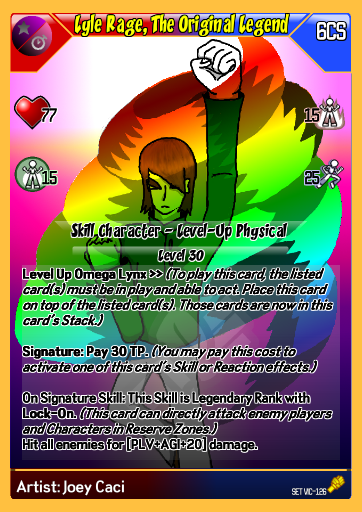 Lyle Rage, The Original Legend
6CS
77
15
15
25
Skill Character - Level-Up Physical
Level 30
Level Up Omega Lynx >> (To play this card, the listed
card(s) must be in play and able to act. Place this card
on top of the listed card(s). Those cards are now in this
card's Stack.)
Signature: Pay 30 TP. (You may pay this cost to
activate one of this card's Skill or Reaction effects.)
On Signature Skill: This Skill is Legendary Rank with
Lock-On. (This card can directly attack enemy players
and Characters in Reserve Zones.)
Hit all enemies for [PLV+AGI+20] damage.
Artist: Joey Caci
SET VIC-126